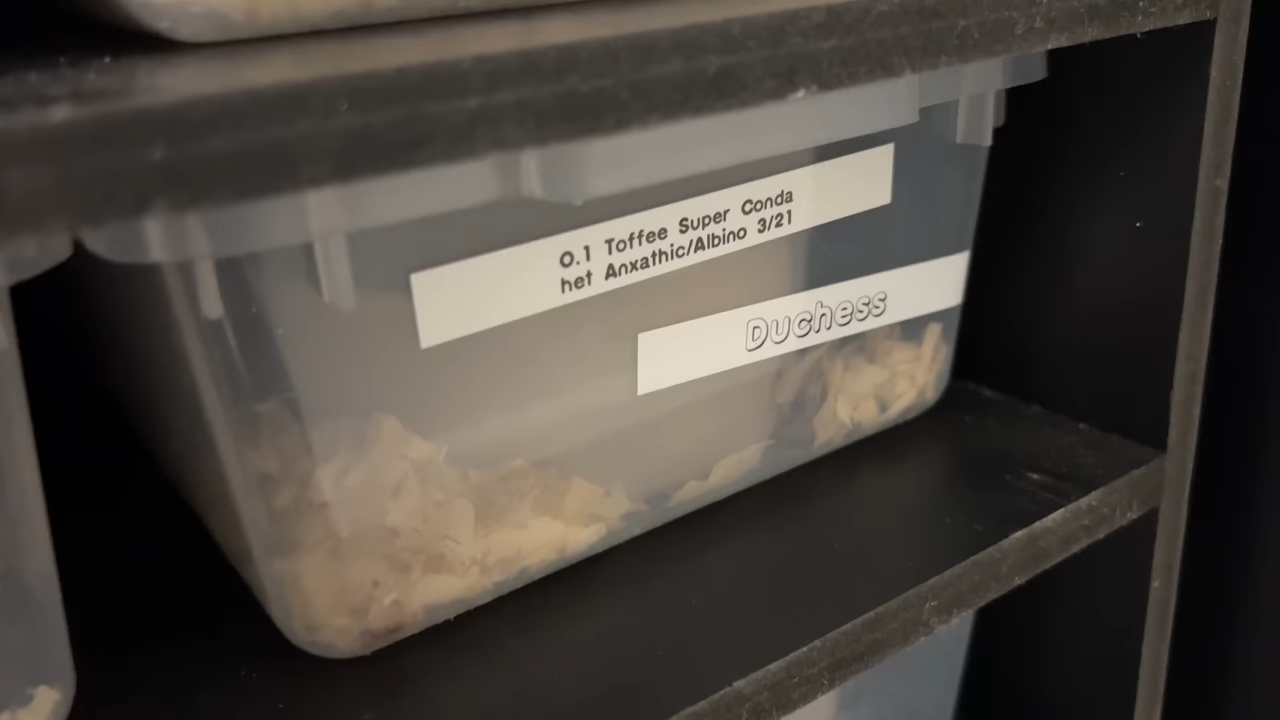 0.1 Toffee Super Conda
het Anxathic/Albino 3/21
Duchess